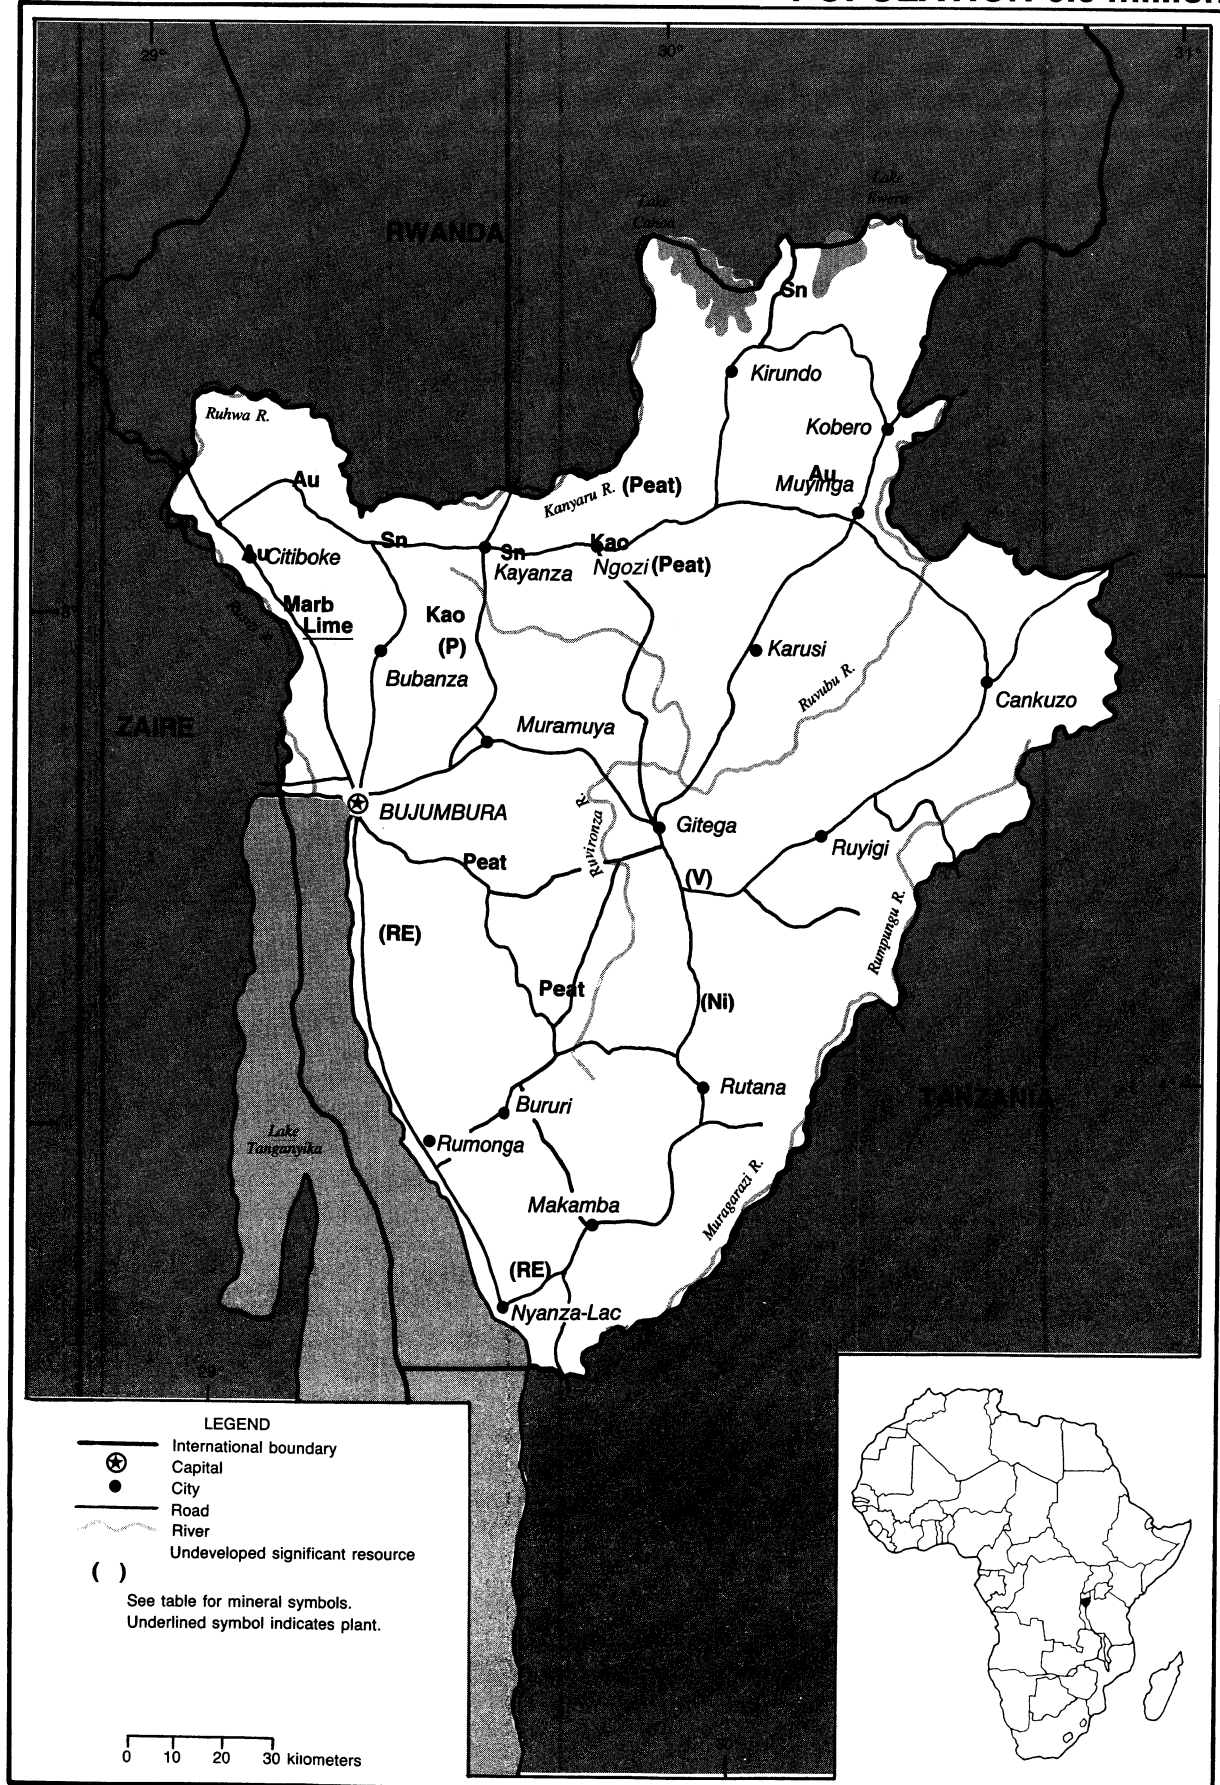 29°
30°
31°
Lake
Rweru
Lake
Cohoa
RWANDA
Sn
Kirundo
Ruhwa R.
Kobero
Au
Au
Muyinga
Kanyaru R.
(Peat)
Sn
Sn
Kao
Au
Citiboke
Kayanza
Ngozi
(Peat)
3°
3°
Marb
Lime
Kao
(P)
Karusi
Bubanza
Ruvubu R.
Cankuzo
ZAIRE
Muramuya
BUJUMBURA
Gitega
Ruvironza R.
Ruyigi
Peat
(V)
(RE)
Rumpungu R.
Peat
(Ni)
Rutana
TANZANIA
Bururi
Lake
Tanganyika
Rumonga
Muragarazi R.
Makamba
(RE)
Nyanza-Lac
29°
LEGEND
International boundary
Capital
City
Road
River
Undeveloped significant resource
( )
See table for mineral symbols.
Underlined symbol indicates plant.
0 10 20 30 kilometers